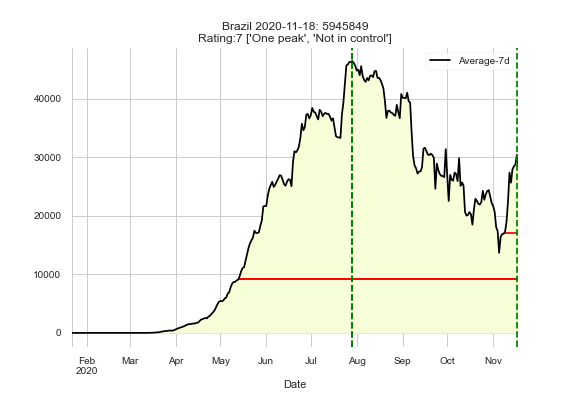 Brazil 2020-11-18: 5945849
Rating:7 ['One peak', 'Not in control']
Average-7d
40000
30000
20000
10000
0
Feb Mar Apr May Jun Jul Aug Sep Oct Nov
2020
Date